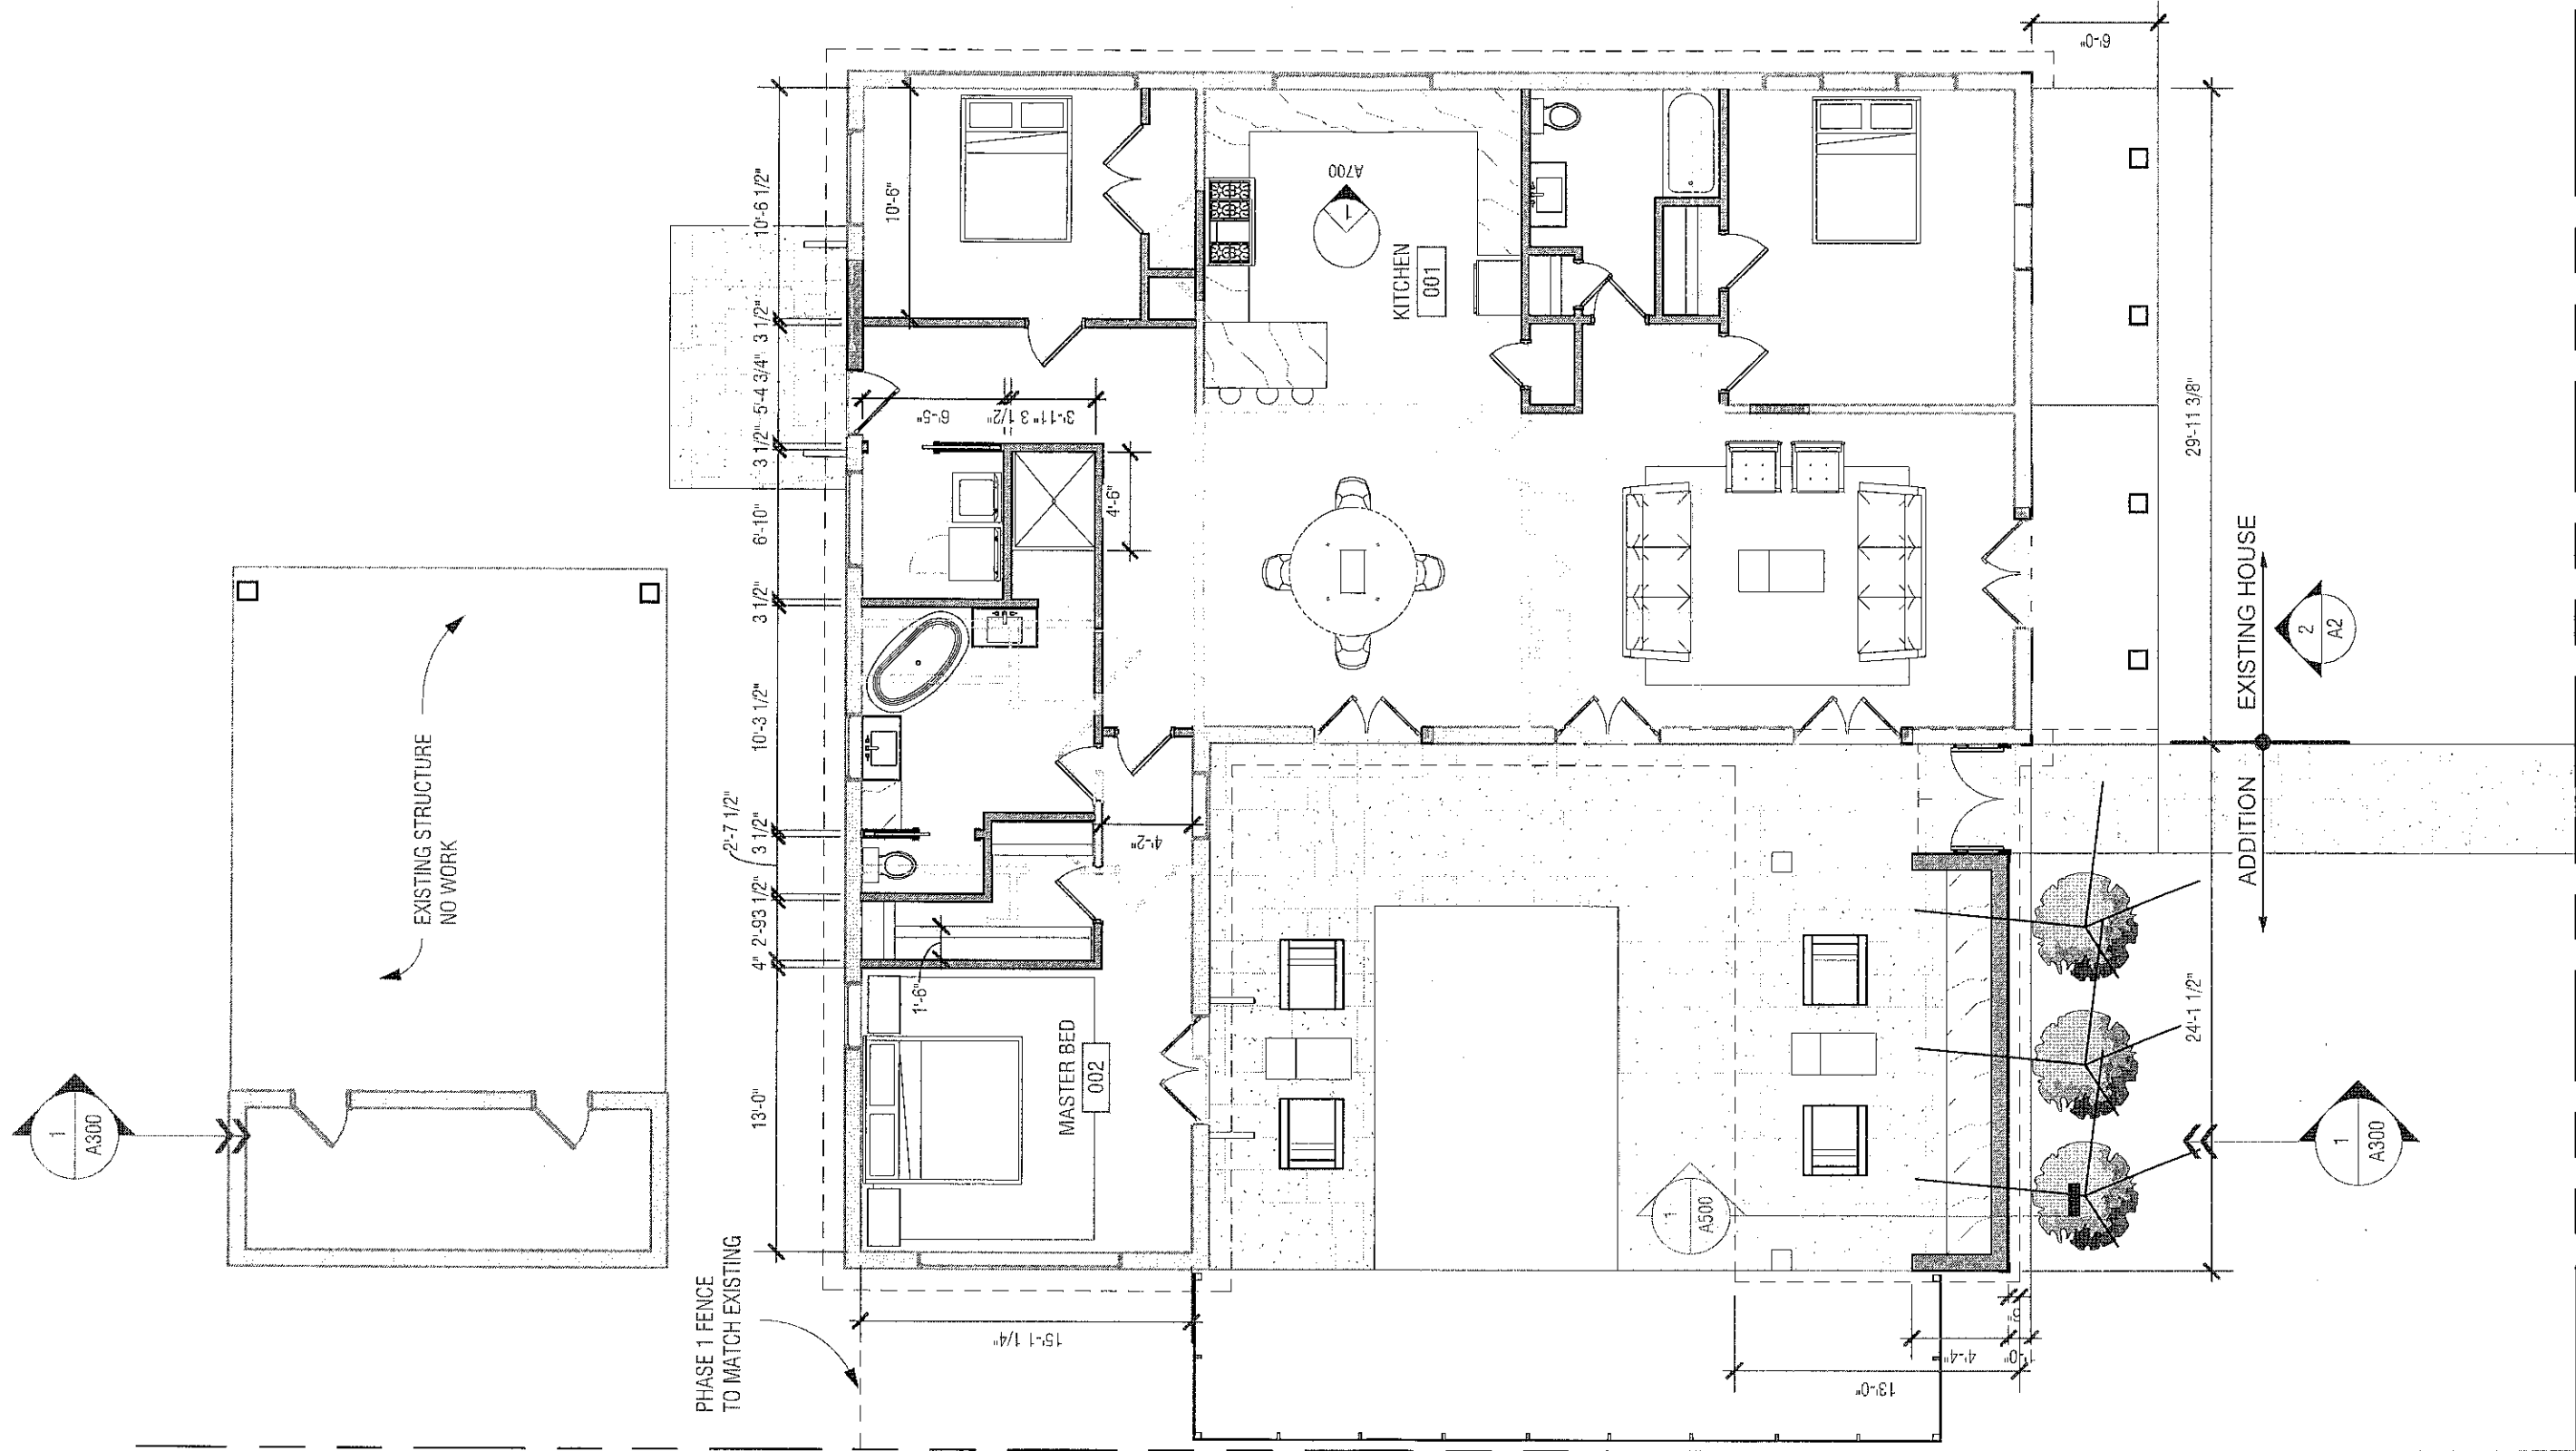 EXISTING STRUCTURE
NO WORK
1
A300
PHASE 1 FENCE
TO MATCH EXISTING
10'-6 1/2"
3 1/2"
5'-4 3/4"
3 1/2"
6'-10"
3 1/2"
10'-3 1/2"
2'-7 1/2"
3 1/2"
3 1/2"
2'-9
4"
13'-0"
10'-6"
6'-5"
3 1/2"
3'-11"
4'-6"
4'-2"
1'-6"
MASTER BED
002
KITCHEN
001
1
A700
15'-1 1/4"
1
A500
13'-0"
4'-4"
1'-0"
6'-0"
29'-11 3/8"
24'-1 1/2"
EXISTING HOUSE
ADDITION
2
A2
1
A300